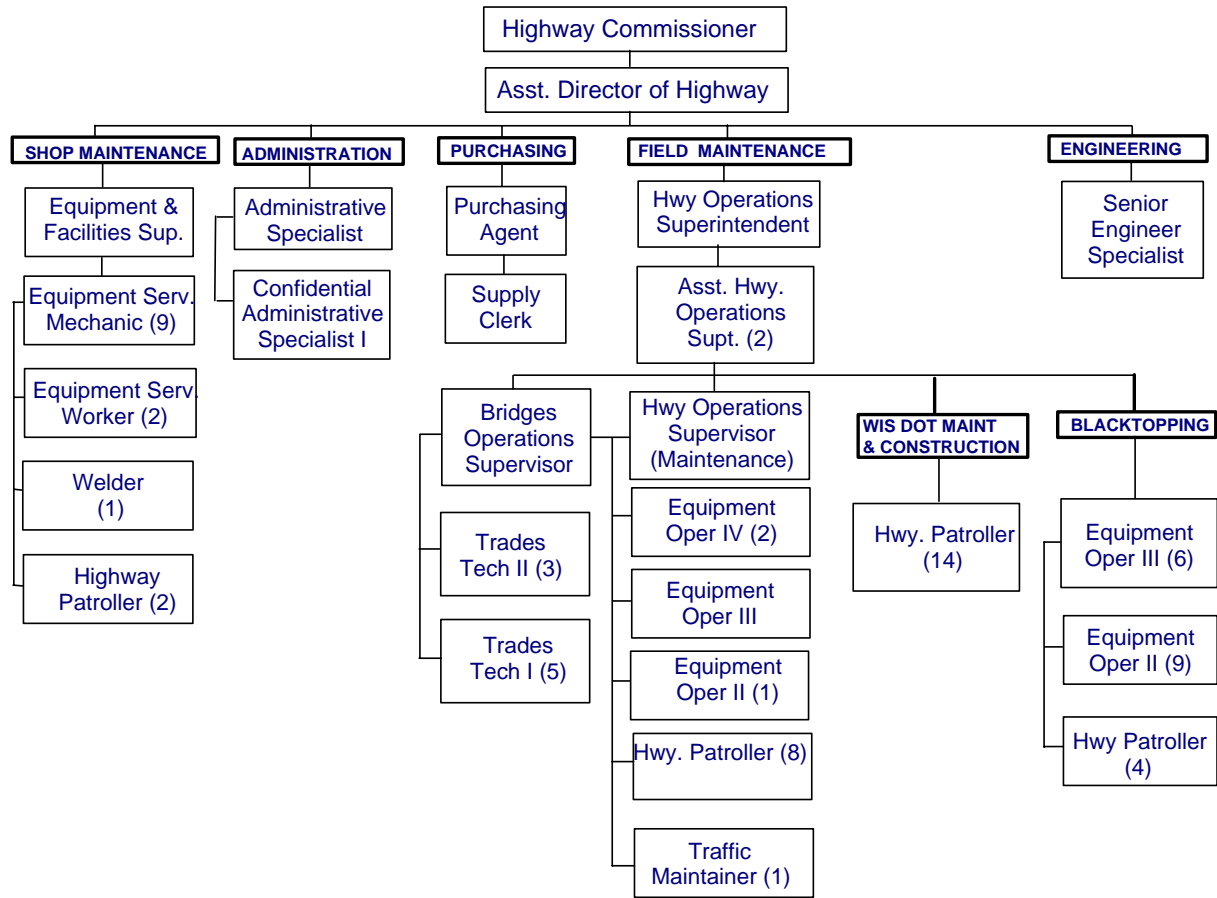 Highway Commissioner
Asst. Director of Highway
SHOP MAINTENANCE
Equipment &
Facilities Sup.
Equipment Serv.
Mechanic (9)
Equipment Serv.
Worker (2)
Welder
(1)
Highway
Patroller (2)
ADMINISTRATION
Administrative
Specialist
Confidential
Administrative
Specialist I
PURCHASING
Purchasing
Agent
Supply
Clerk
FIELD MAINTENANCE
Hwy Operations
Superintendent
Asst. Hwy.
Operations
Supt. (2)
Bridges
Operations
Supervisor
Trades
Tech II (3)
Trades
Tech I (5)
Hwy Operations
Supervisor
(Maintenance)
Equipment
Oper IV (2)
Equipment
Oper III
Equipment
Oper II (1)
Hwy. Patroller (8)
Traffic
Maintainer (1)
WIS DOT MAINT
& CONSTRUCTION
Hwy. Patroller
(14)
BLACKTOPPING
Equipment
Oper III (6)
Equipment
Oper II (9)
Hwy Patroller
(4)
ENGINEERING
Senior
Engineer
Specialist